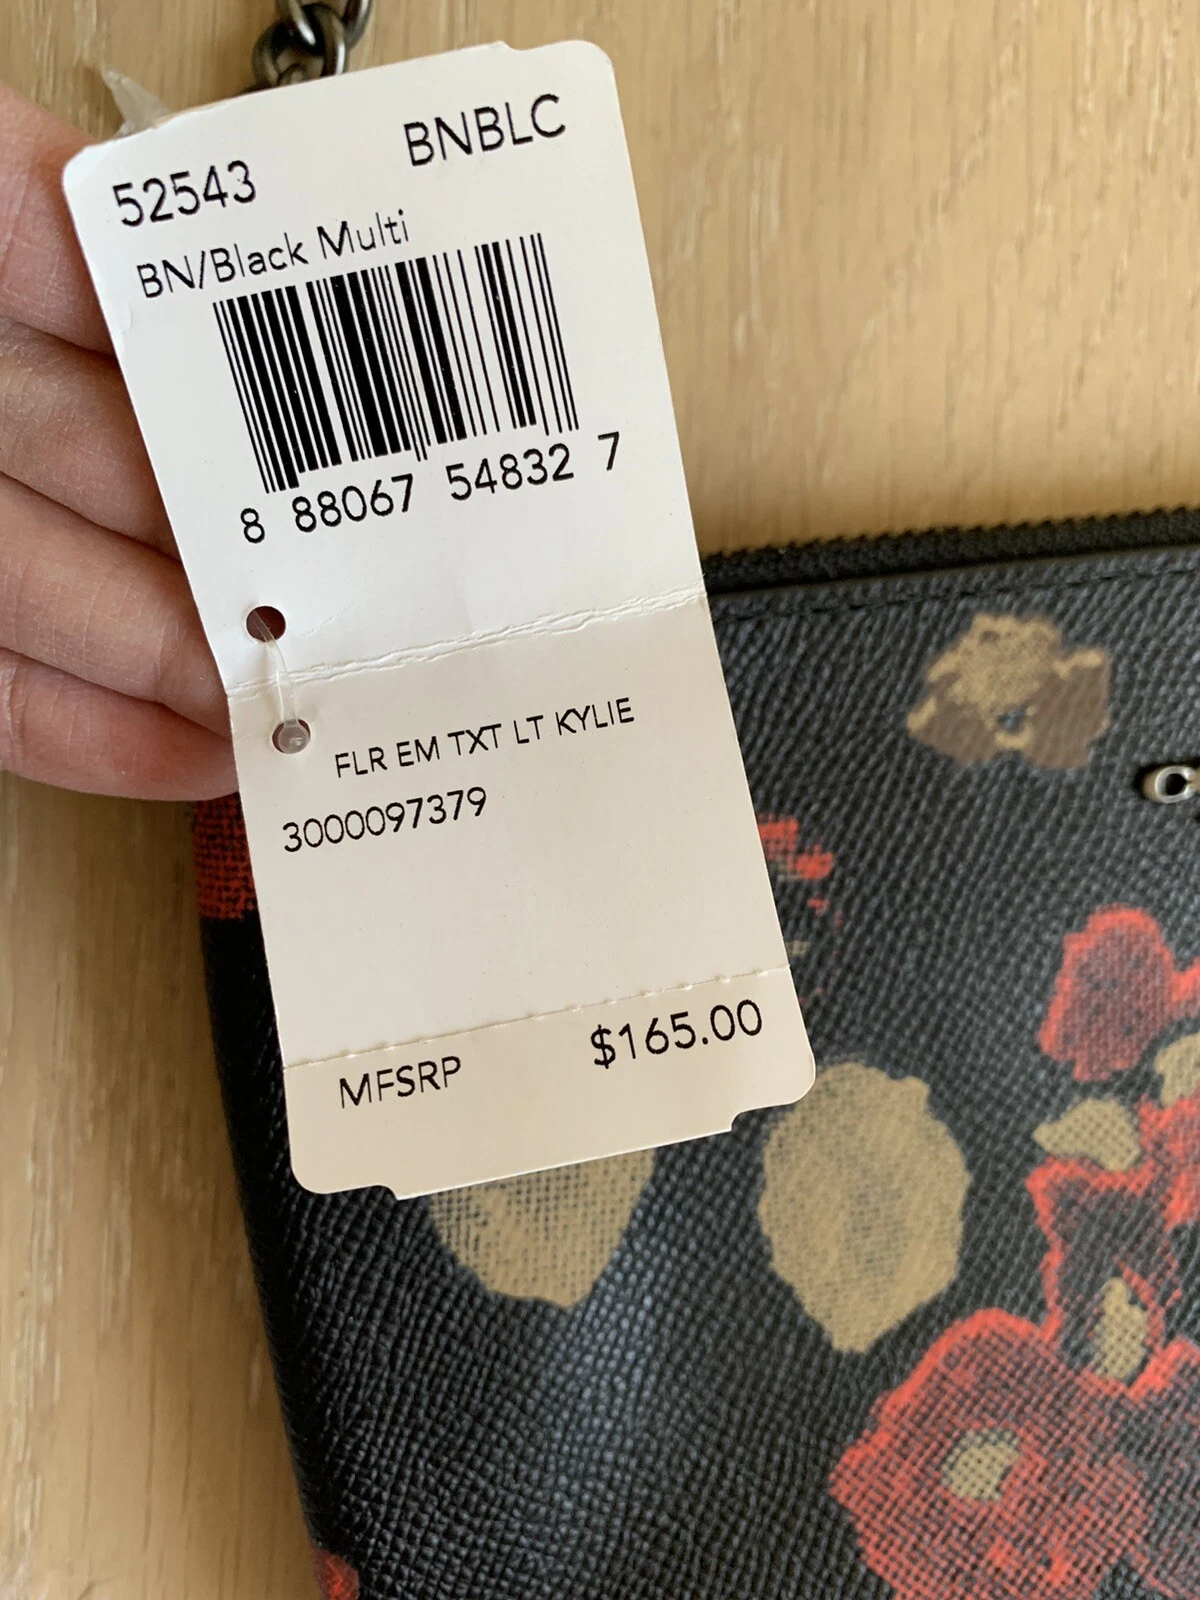 52543 BNBLC
BN/Black Multi
8 88067 54832 7
FLR EM TXT LT KYLIE
3000097379
MFSRP $165.00
C